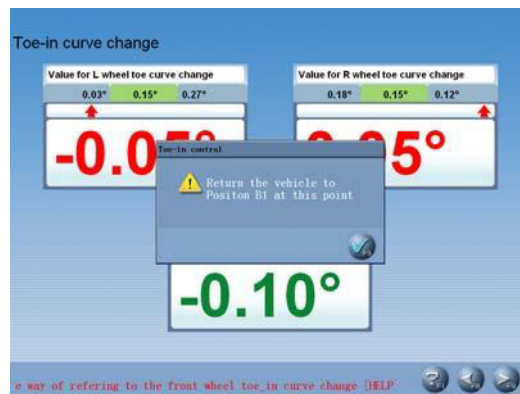 Toe-in curve change
Value for L wheel toe curve change
0.03° 0.15° 0.27°
Value for R wheel toe curve change
0.18° 0.15° 0.12°
Toe-in control
Return the vehicle to
Positon B1 at this point
-0.10°
e way of refering to the front wheel toe_in curve change [HELP